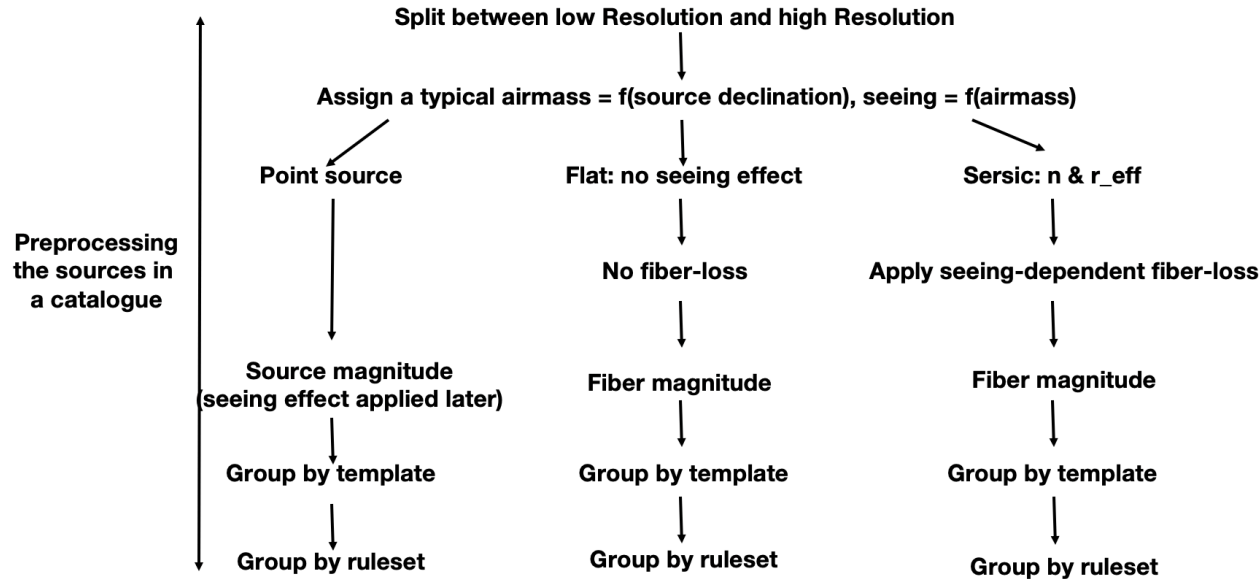 Split between low Resolution and high Resolution
Assign a typical airmass = f(source declination), seeing = f(airmass)
Point source
Flat: no seeing effect
Sersic: n & r_eff
Preprocessing
the sources in
a catalogue
No fiber-loss
Apply seeing-dependent fiber-loss
Source magnitude
(seeing effect applied later)
Fiber magnitude
Fiber magnitude
Group by template
Group by template
Group by template
Group by ruleset
Group by ruleset
Group by ruleset